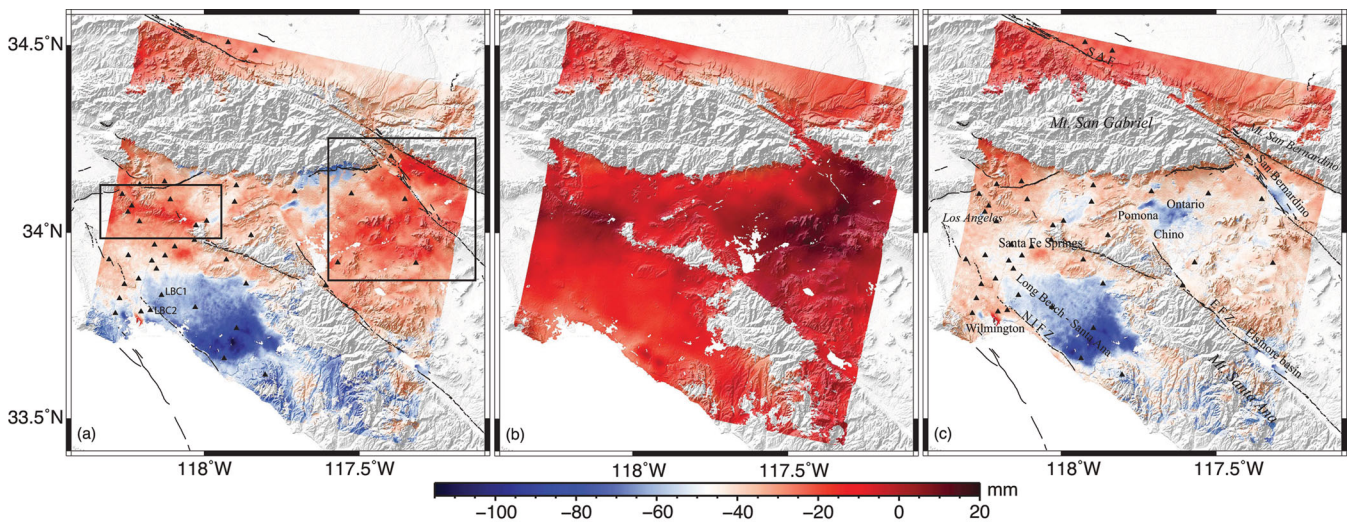 34.5°N
34°N
33.5°N
LBC1
LBC2
(a)
118°W
117.5°W
(b)
118°W
117.5°W
S.A.F.
Mt. San Gabriel
Mt. San Bernardino
San Bernardino
Ontario
Pomona
Chino
Los Angeles
Santa Fe Springs
Long Beach - Santa Ana
N.I.F.Z.
Wilmington
E.F.Z.
Elsinore basin
Mt. Santa Ana
(c)
118°W
117.5°W
mm
−100 −80 −60 −40 −20 0 20